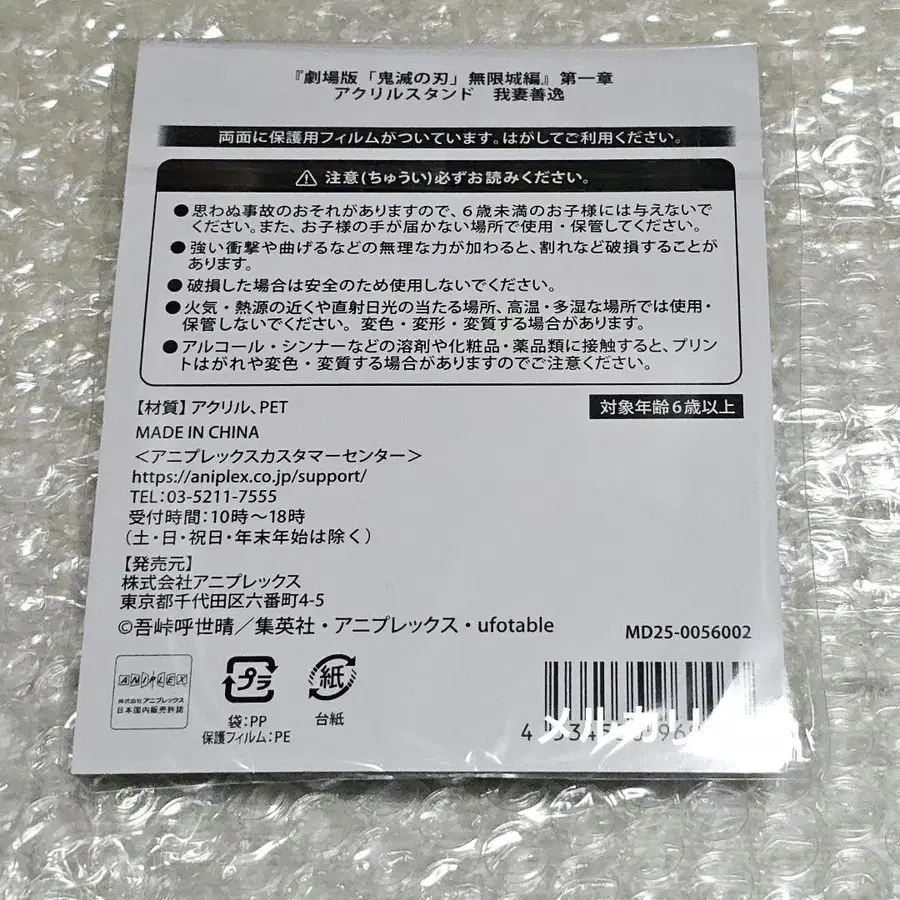 『劇場版「鬼滅の刃」無限城編』第一章
アクリルスタンド 我妻善逸
両面に保護用フィルムがついています。はがしてご利用ください。
注意(ちゅうい)必ずお読みください。
●思わぬ事故のおそれがありますので、6歳未満のお子様には与えないで
ください。また、お子様の手が届かない場所で使用・保管してください。
●強い衝撃や曲げるなどの無理な力が加わると、割れなど破損することが
あります。
●破損した場合は安全のため使用しないでください。
●火気・熱源の近くや直射日光の当たる場所、高温・多湿な場所では使用・
保管しないでください。変色・変形・変質する場合があります。
●アルコール・シンナーなどの溶剤や化粧品・薬品類に接触すると、プリン
トはがれや変色・変質する場合がありますのでご注意ください。
【材質】アクリル、PET
対象年齢6歳以上
MADE IN CHINA
＜アニプレックスカスタマーセンター＞
https://aniplex.co.jp/support/
TEL:03-5211-7555
受付時間:10時～18時
(土・日・祝日・年末年始は除く)
【発売元】
株式会社アニプレックス
東京都千代田区六番町4-5
©吾峠呼世晴／集英社・アニプレックス・ufotable
MD25-0056002
ANIPLEX
株式会社アニプレックス
日本国内販売許諾
プラ
袋:PP
保護フィルム:PE
紙
台紙
メルカリ